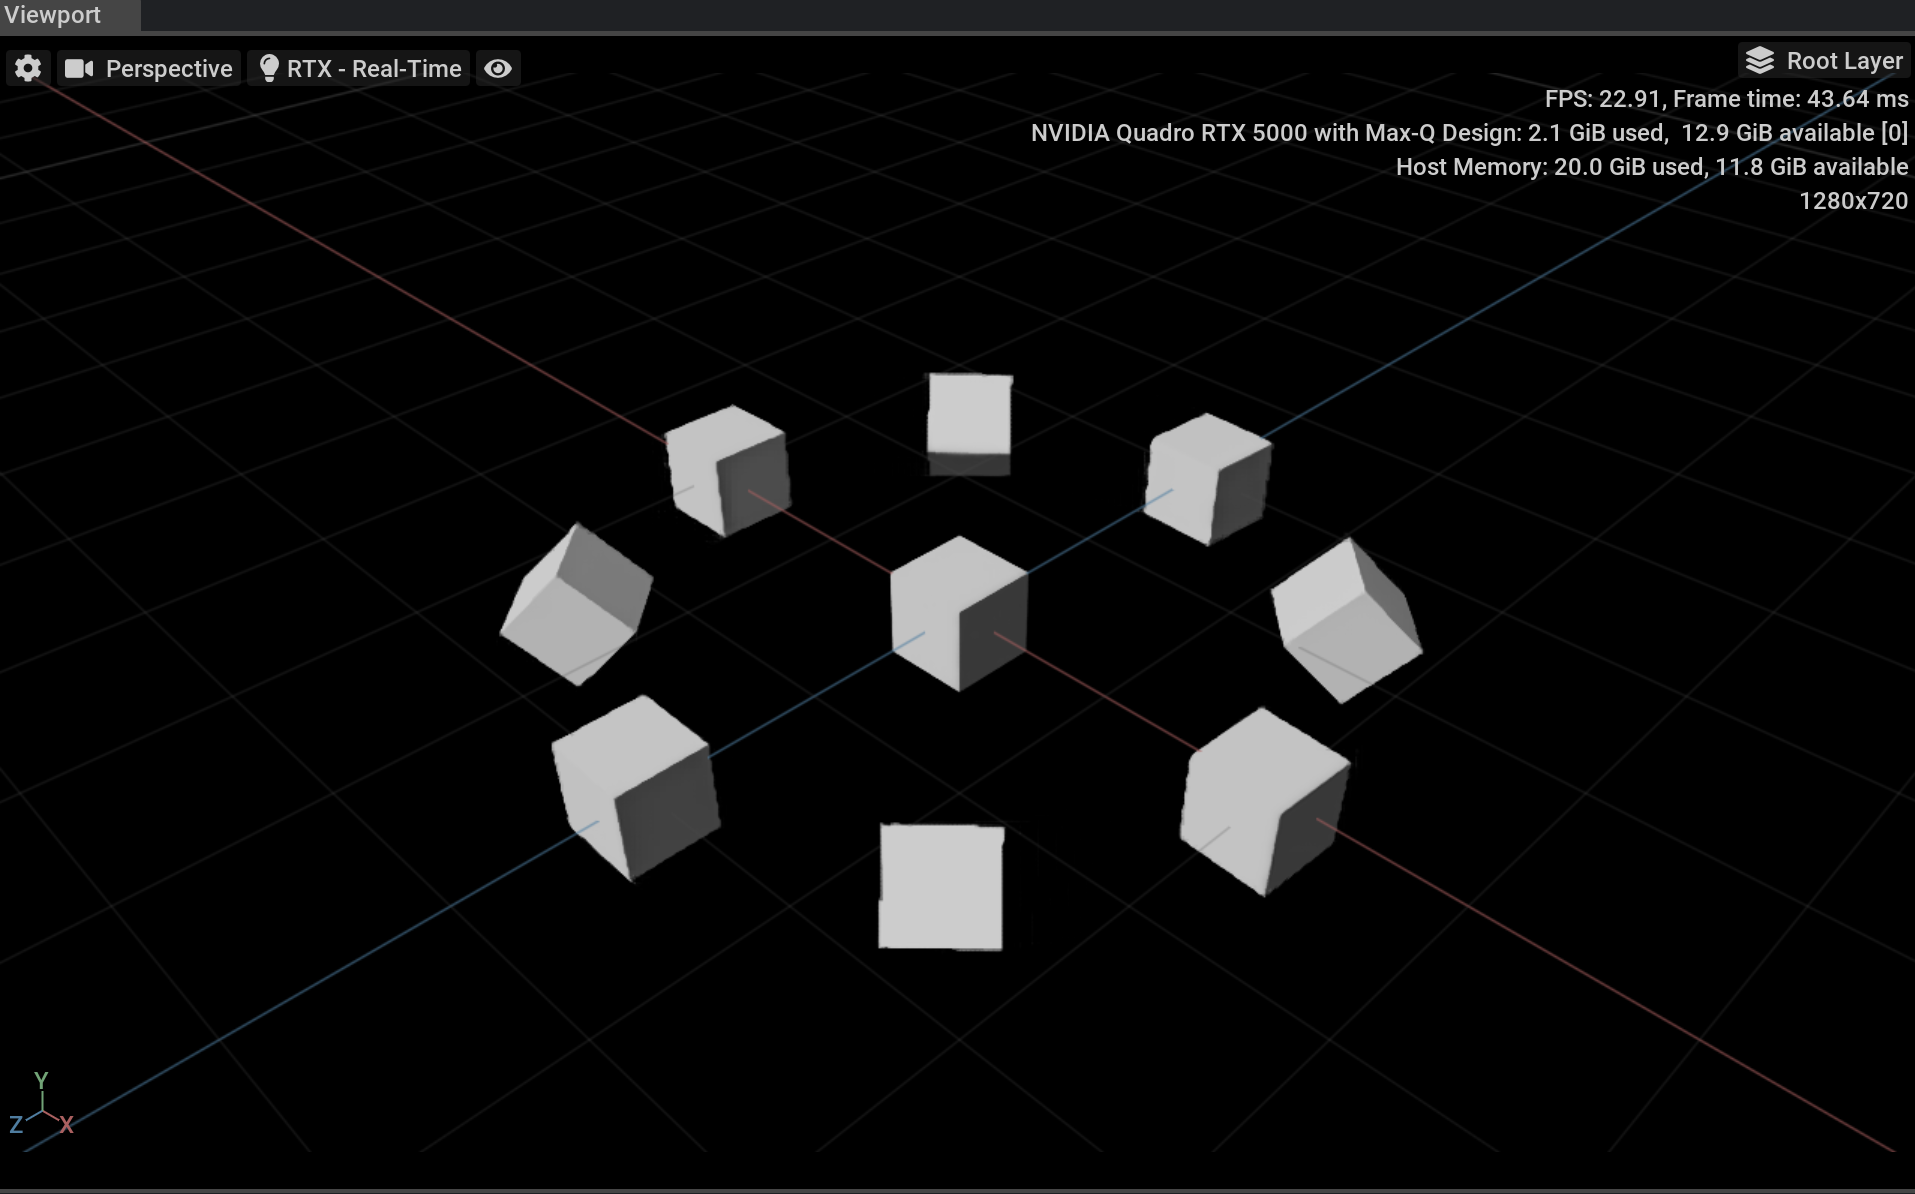 Viewport
Perspective
RTX - Real-Time
Root Layer
FPS: 22.91, Frame time: 43.64 ms
NVIDIA Quadro RTX 5000 with Max-Q Design: 2.1 GiB used,  12.9 GiB available [0]
Host Memory: 20.0 GiB used, 11.8 GiB available
1280x720
Y
Z X